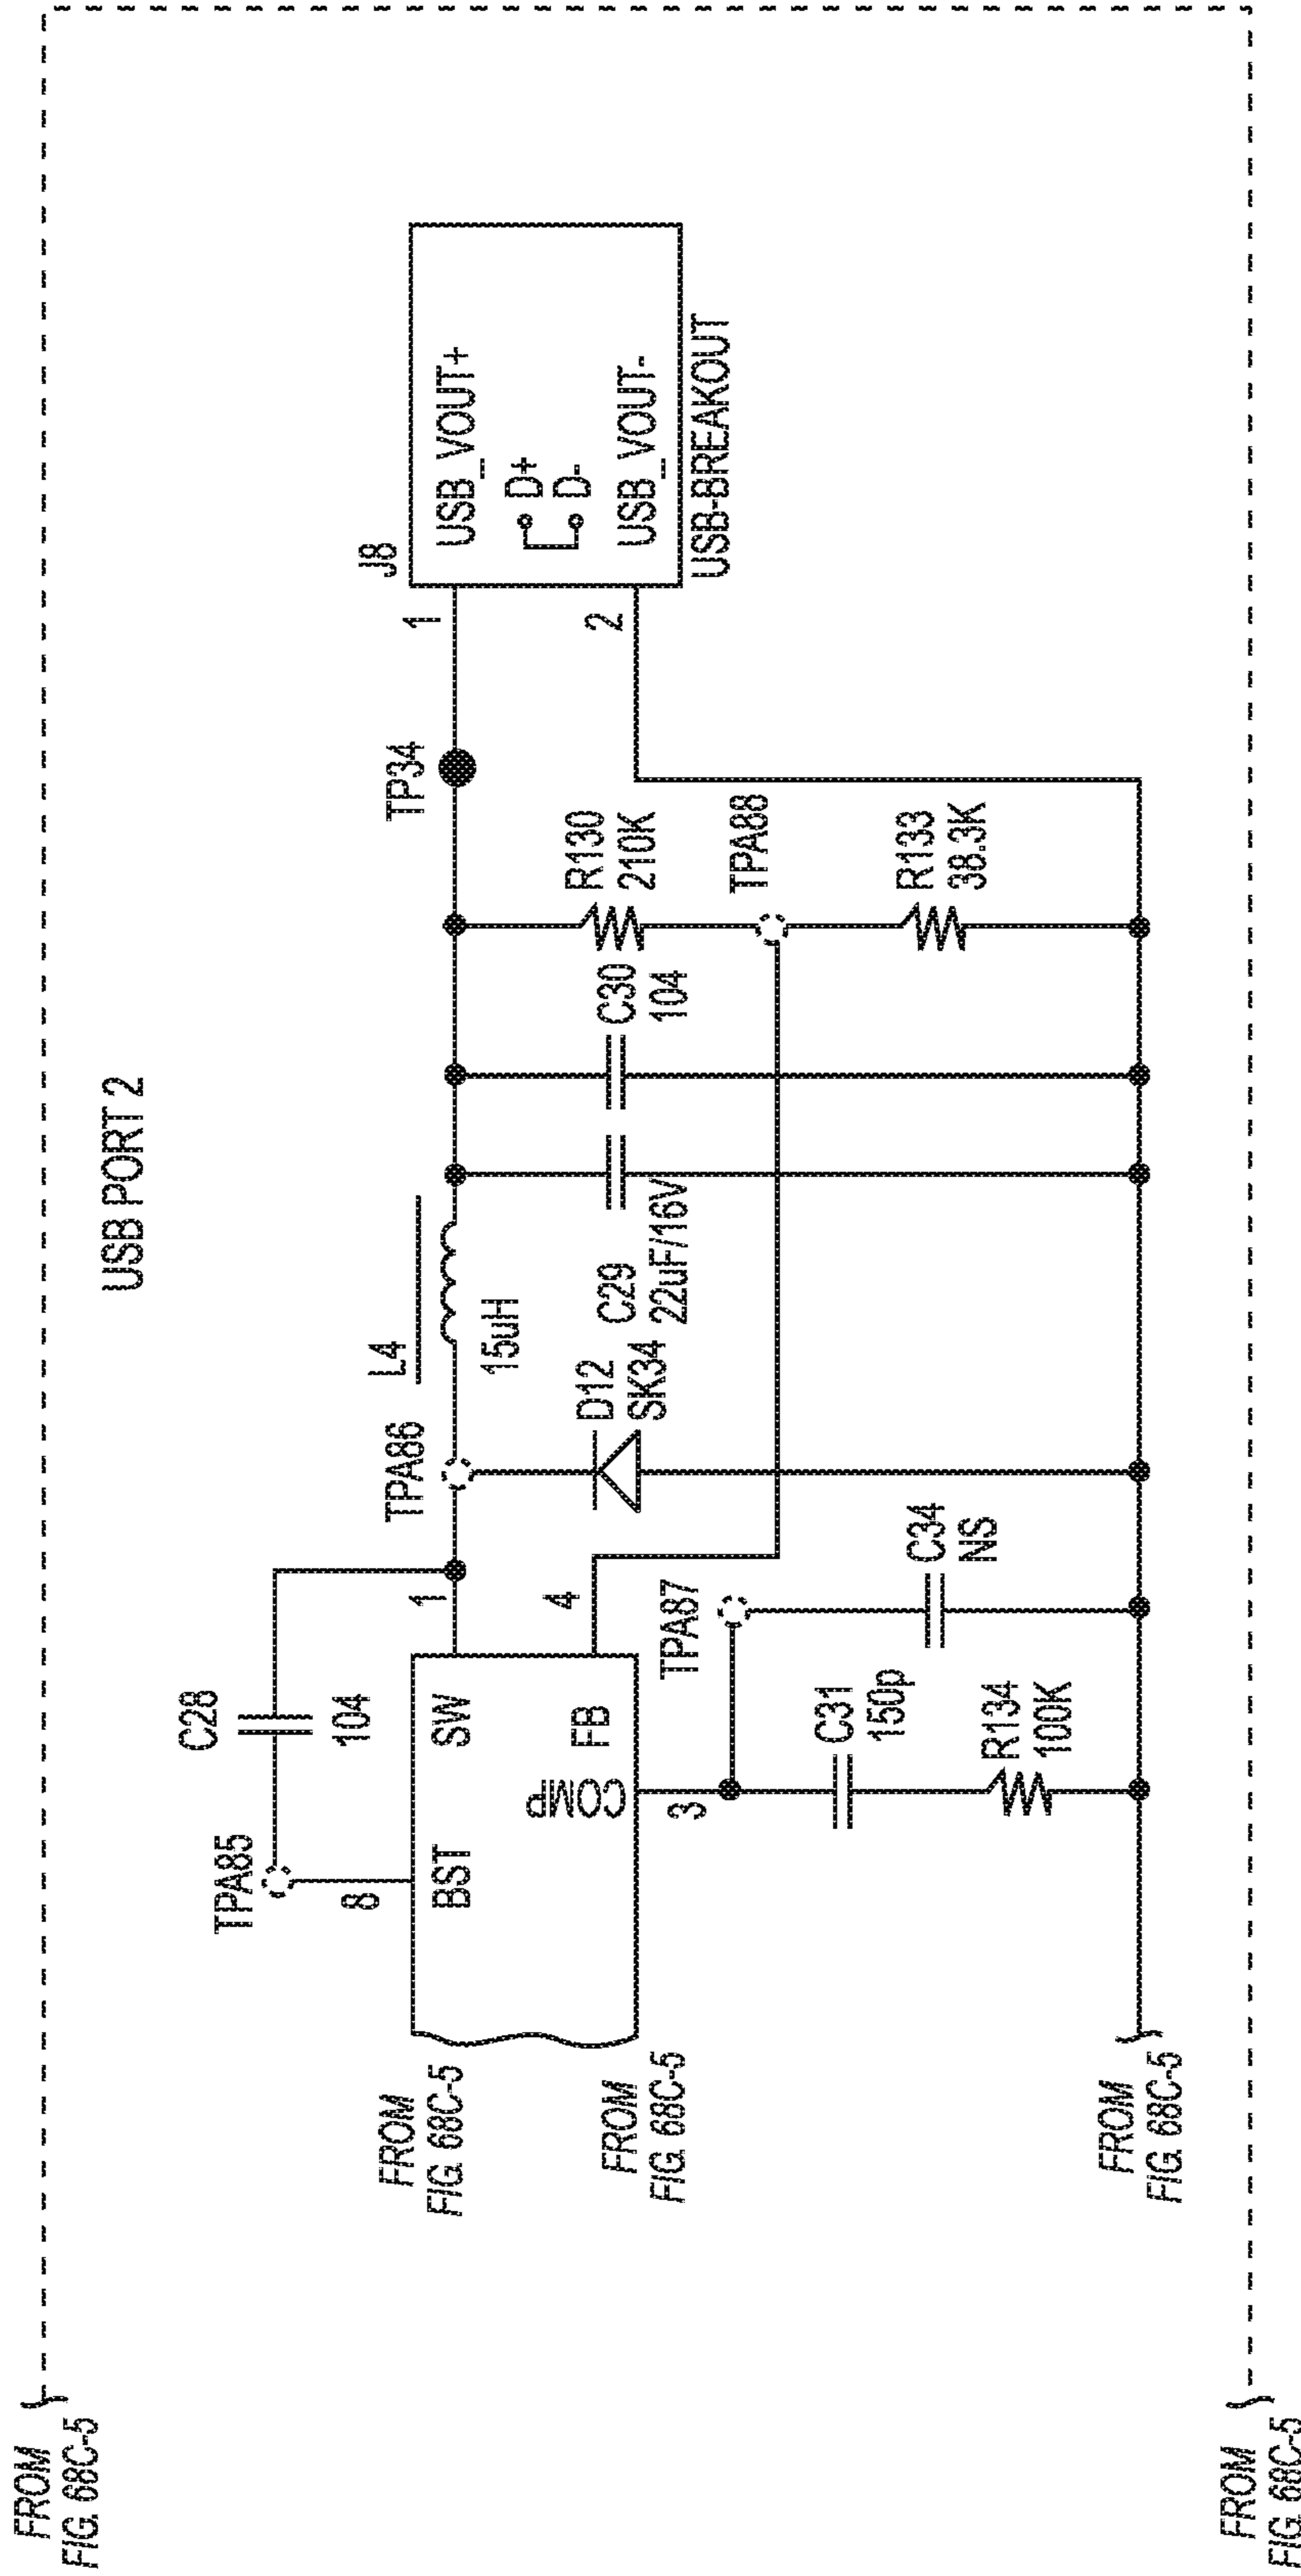 USB PORT 2
FROM
FIG. 68C-5
FROM
FIG. 68C-5
TPA85
C28
104
8
BST
SW
FB
COMP
1
4
3
FROM
FIG. 68C-5
FROM
FIG. 68C-5
FROM
FIG. 68C-5
TPA86
L4
15uH
D12
SK34
C29
22uF/16V
C30
104
TPA87
C31
150p
R134
100K
C34
NS
R130
210K
TPA88
R133
38.3K
TP34
1
2
J8
USB_VOUT+
D+
D-
USB_VOUT-
USB-BREAKOUT